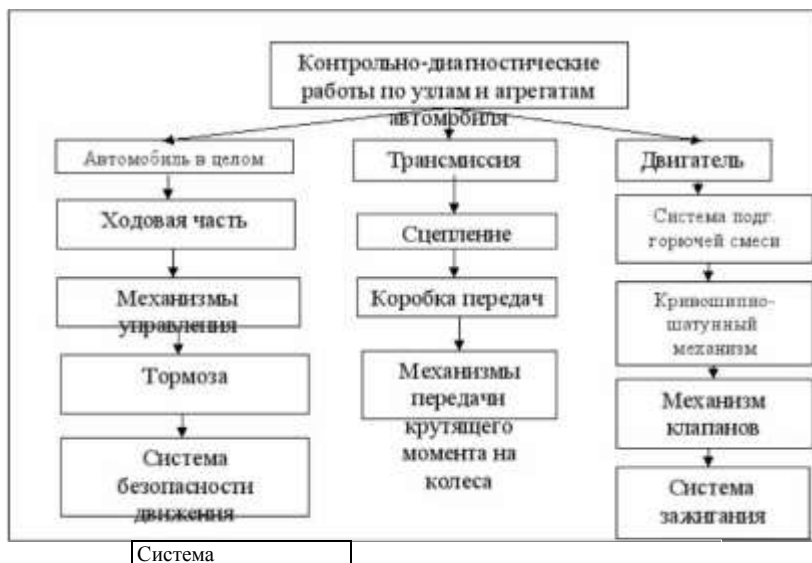 Контрольно-диагностические
работы по узлам и агрегатам
автомобиля
Автомобиль в целом
Ходовая часть
Механизмы
управления
Тормоза
Система
безопасности
движения
Трансмиссия
Сцепление
Коробка передач
Механизмы
передачи
крутящего
момента на
колеса
Двигатель
Система подг.
горючей смеси
Кривошипно-
шатунный
механизм
Механизм
клапанов
Система
зажигания
Система